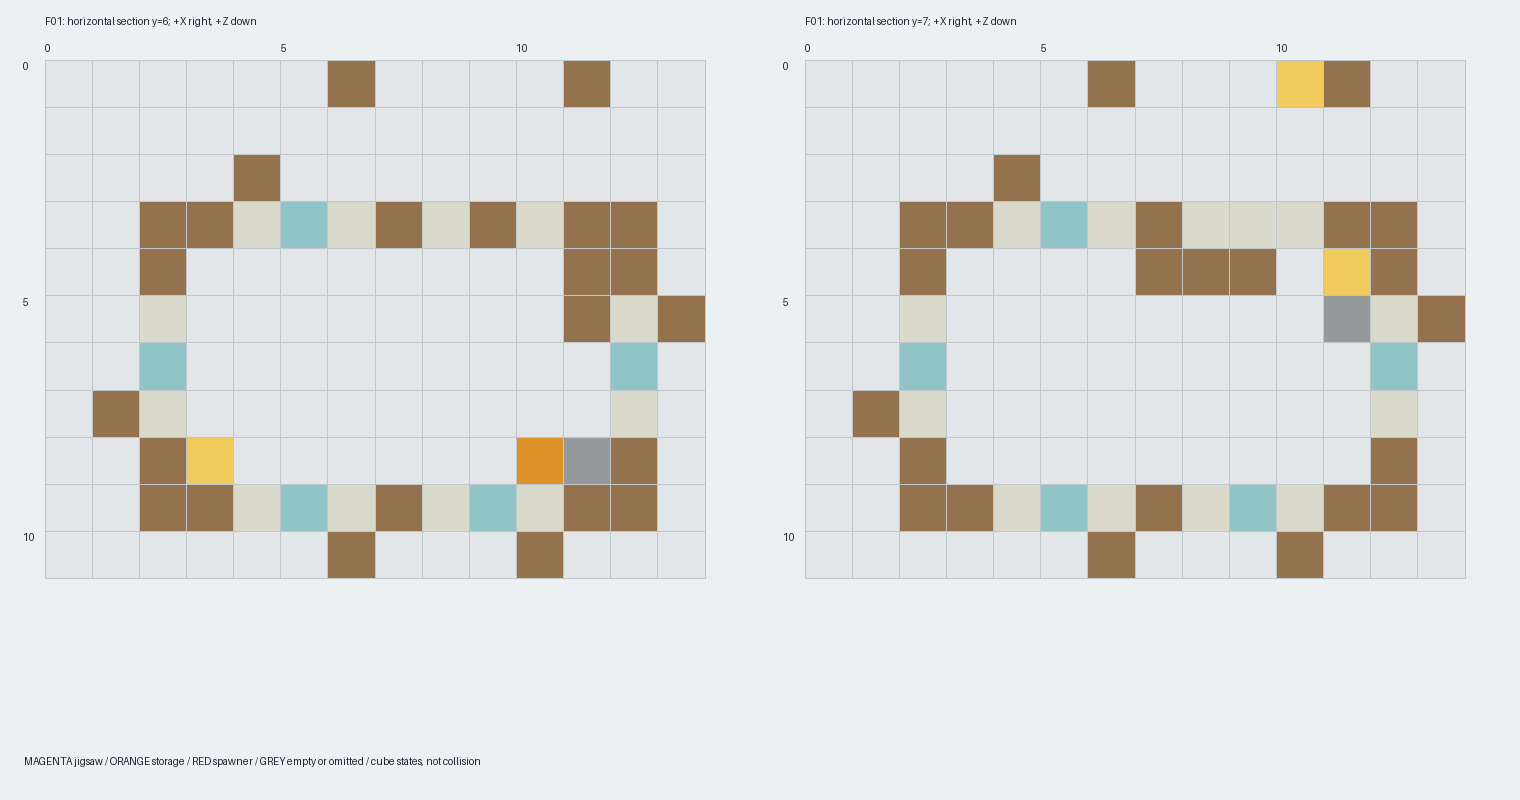 F01: horizontal section y=6; +X right, +Z down
F01: horizontal section y=7; +X right, +Z down
0 5 10
0 5 10
0
0
5
5
10
10
MAGENTA jigsaw / ORANGE storage / RED spawner / GREY empty or omitted / cube states, not collision